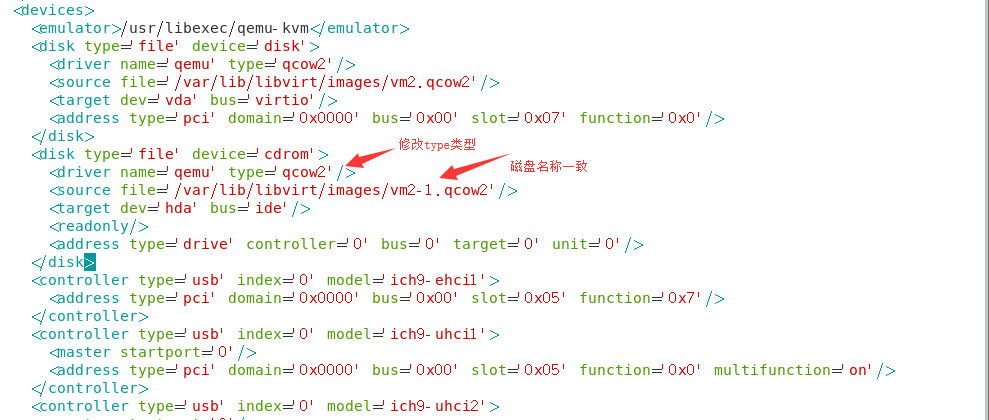 <devices>
<emulator>/usr/libexec/qemu-kvm</emulator>
<disk type='file' device='disk'>
<driver name='qemu' type='qcow2'/>
<source file='/var/lib/libvirt/images/vm2.qcow2'/>
<target dev='vda' bus='virtio'/>
<address type='pci' domain='0x0000' bus='0x00' slot='0x07' function='0x0'/>
</disk>
<disk type='file' device='cdrom'>
修改type类型
<driver name='qemu' type='qcow2'/>
磁盘名称一致
<source file='/var/lib/libvirt/images/vm2-1.qcow2'/>
<target dev='hda' bus='ide'/>
<readonly/>
<address type='drive' controller='0' bus='0' target='0' unit='0'/>
</disk>
<controller type='usb' index='0' model='ich9-ehci1'>
<address type='pci' domain='0x0000' bus='0x00' slot='0x05' function='0x7'/>
</controller>
<controller type='usb' index='0' model='ich9-uhci1'>
<master startport='0'/>
<address type='pci' domain='0x0000' bus='0x00' slot='0x05' function='0x0' multifunction='on'/>
</controller>
<controller type='usb' index='0' model='ich9-uhci2'>